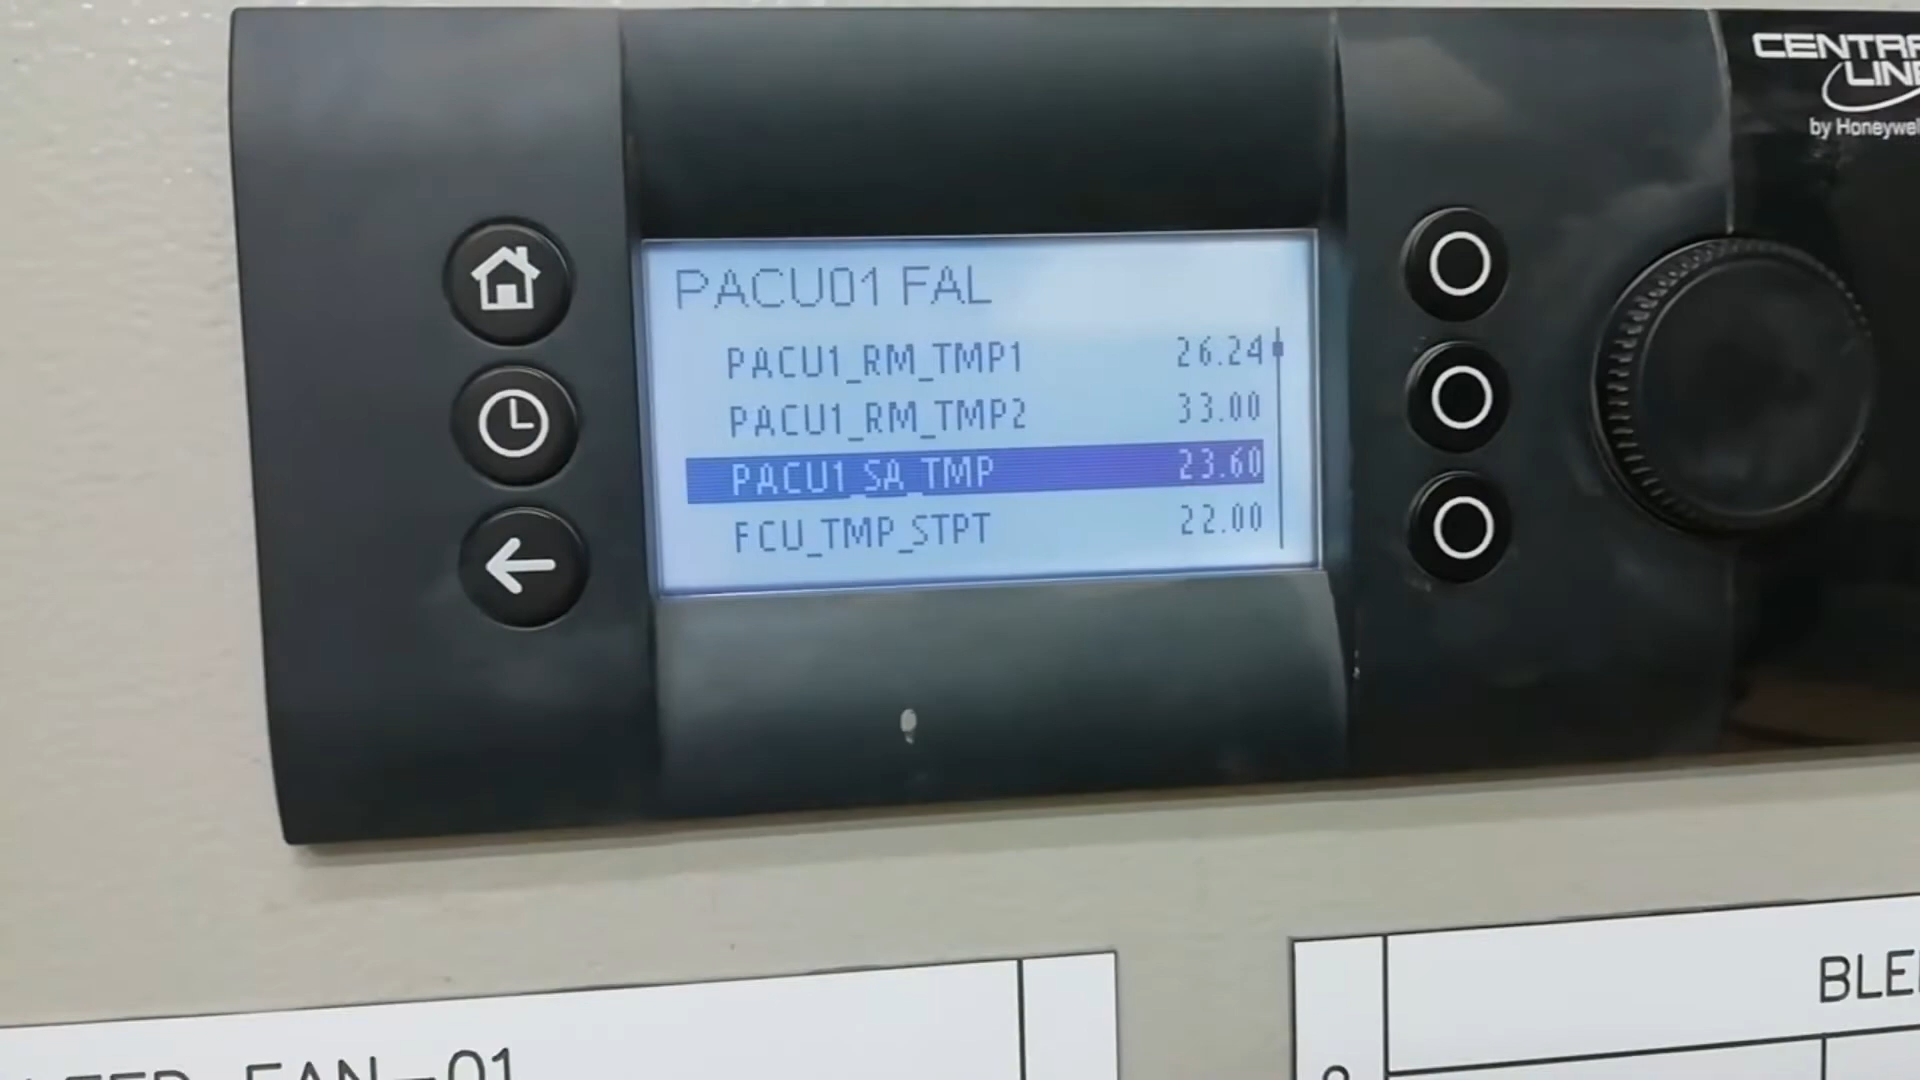 CENTRA
LINE
by Honeywel
PACU01 FAL
PACU1_RM_TMP1 26.24
PACU1_RM_TMP2 33.00
PACU1_SA_TMP 23.60
FCU_TMP_STPT 22.00
FAN-01
BLE